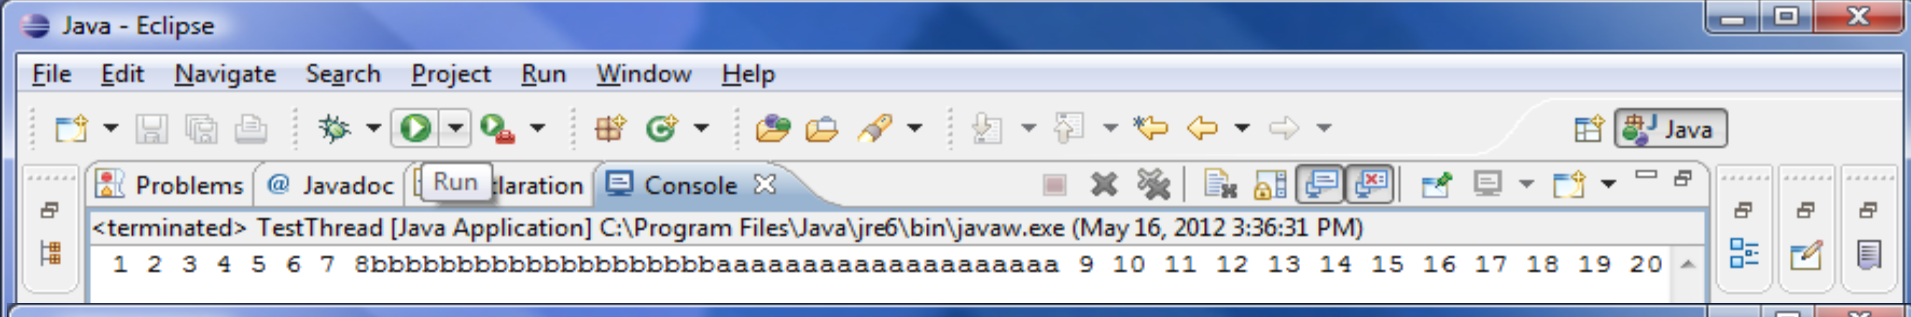 Java - Eclipse
File Edit Navigate Search Project Run Window Help
Java
Problems @ Javadoc Run claration Console
<terminated> TestThread [Java Application] C:\Program Files\Java\jre6\bin\javaw.exe (May 16, 2012 3:36:31 PM)
1 2 3 4 5 6 7 8bbbbbbbbbbbbbbbbbbbbaaaaaaaaaaaaaaaaaaaa 9 10 11 12 13 14 15 16 17 18 19 20